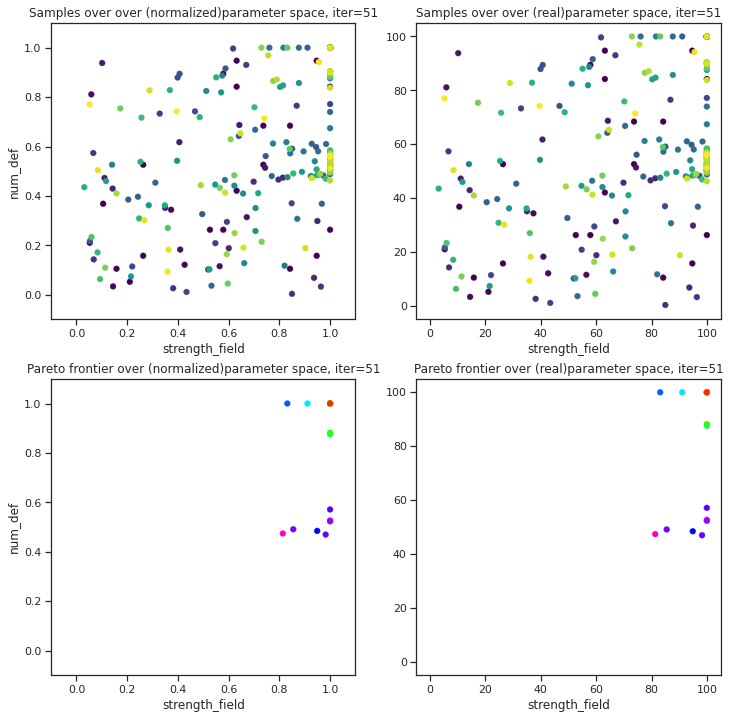 Samples over over (normalized)parameter space, iter=51
Samples over over (real)parameter space, iter=51
1.0
0.8
0.6
0.4
0.2
0.0
num_def
0.0 0.2 0.4 0.6 0.8 1.0
strength_field
100
80
60
40
20
0
0 20 40 60 80 100
strength_field
Pareto frontier over (normalized)parameter space, iter=51
Pareto frontier over (real)parameter space, iter=51
1.0
0.8
0.6
0.4
0.2
0.0
num_def
0.0 0.2 0.4 0.6 0.8 1.0
strength_field
100
80
60
40
20
0
0 20 40 60 80 100
strength_field